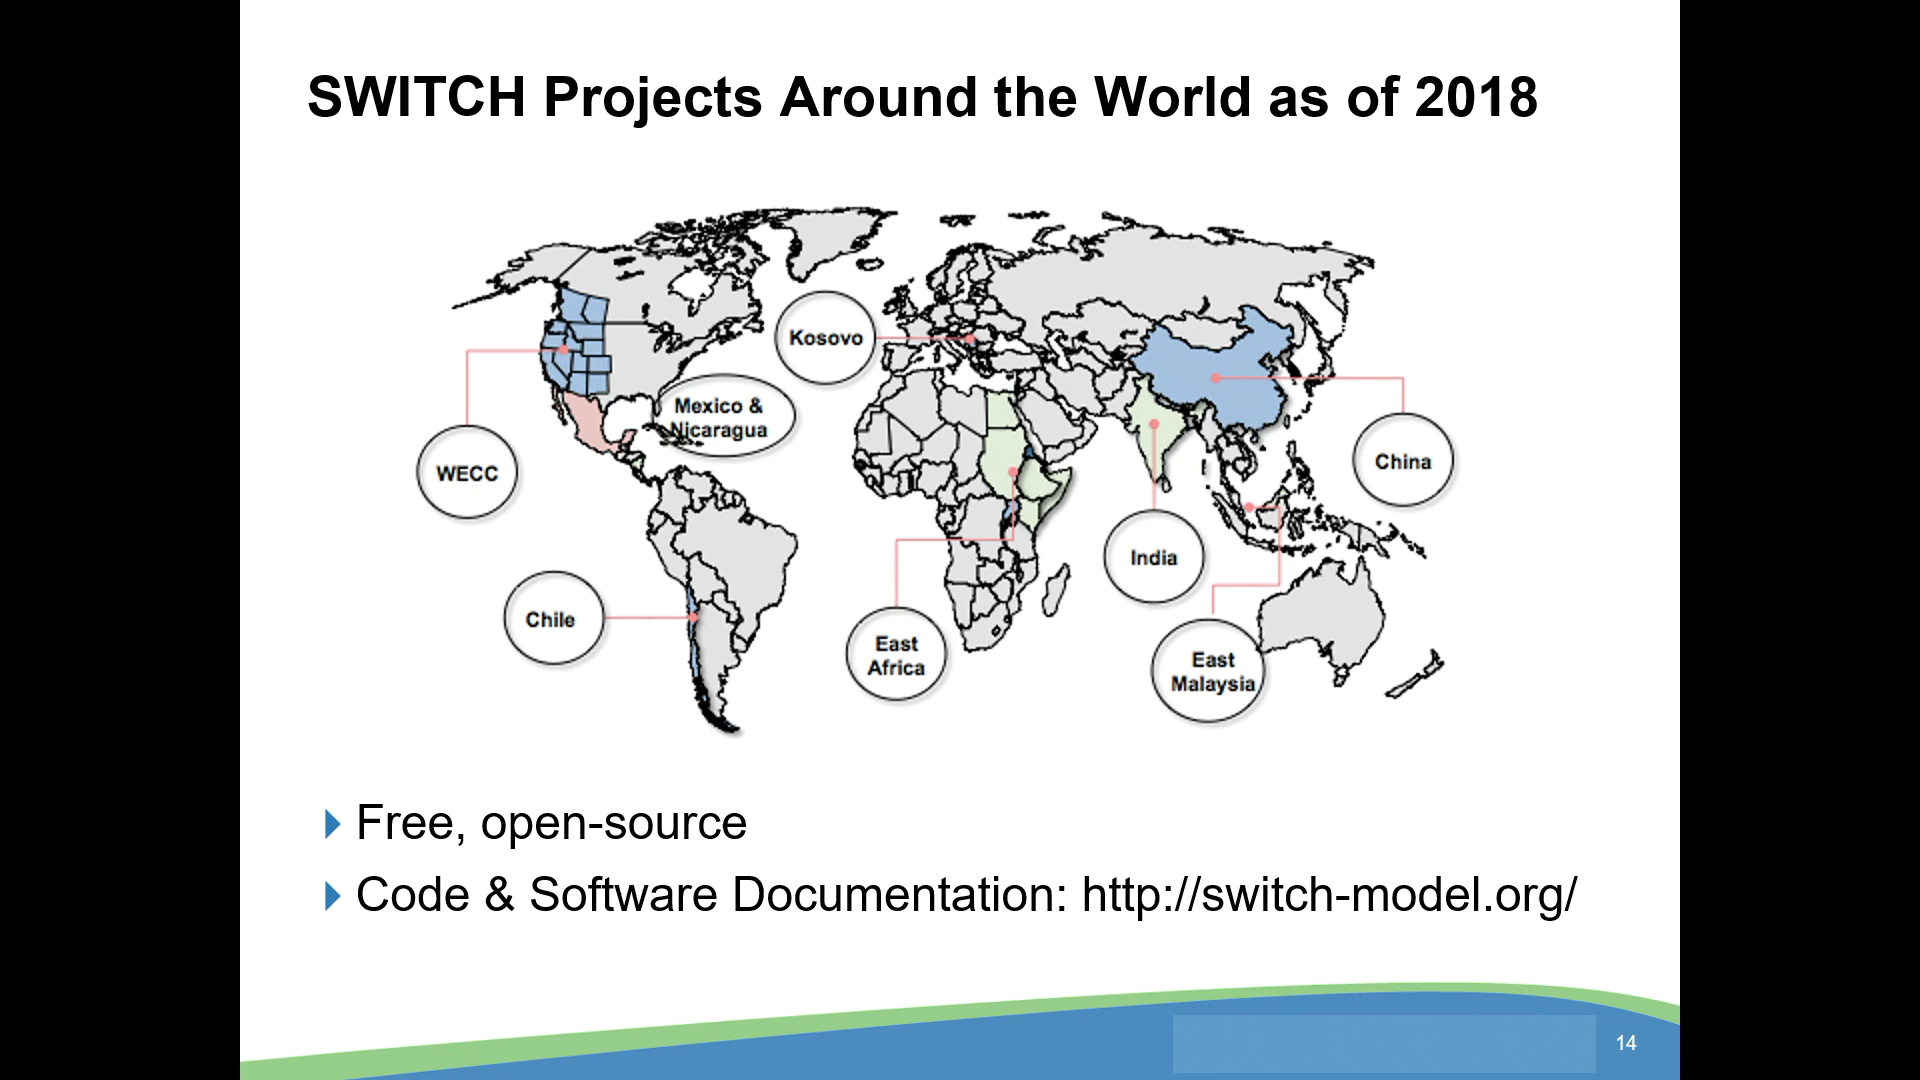 SWITCH Projects Around the World as of 2018
Kosovo
Mexico &
Nicaragua
WECC
China
India
Chile
East
Africa
East
Malaysia
Free, open-source
Code & Software Documentation: http://switch-model.org/
14